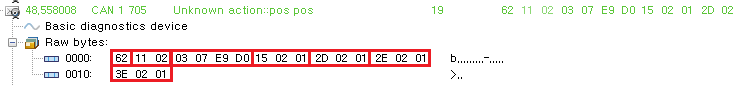 48,558008 CAN 1 705 Unknown action::pos pos 19 62 11 02 03 07 E9 D0 15 02 01 2D 02
Basic diagnostics device
Raw bytes:
0000: 62 11 02 03 07 E9 D0 15 02 01 2D 02 01 2E 02 01 b.........-.....
0010: 3E 02 01 >..